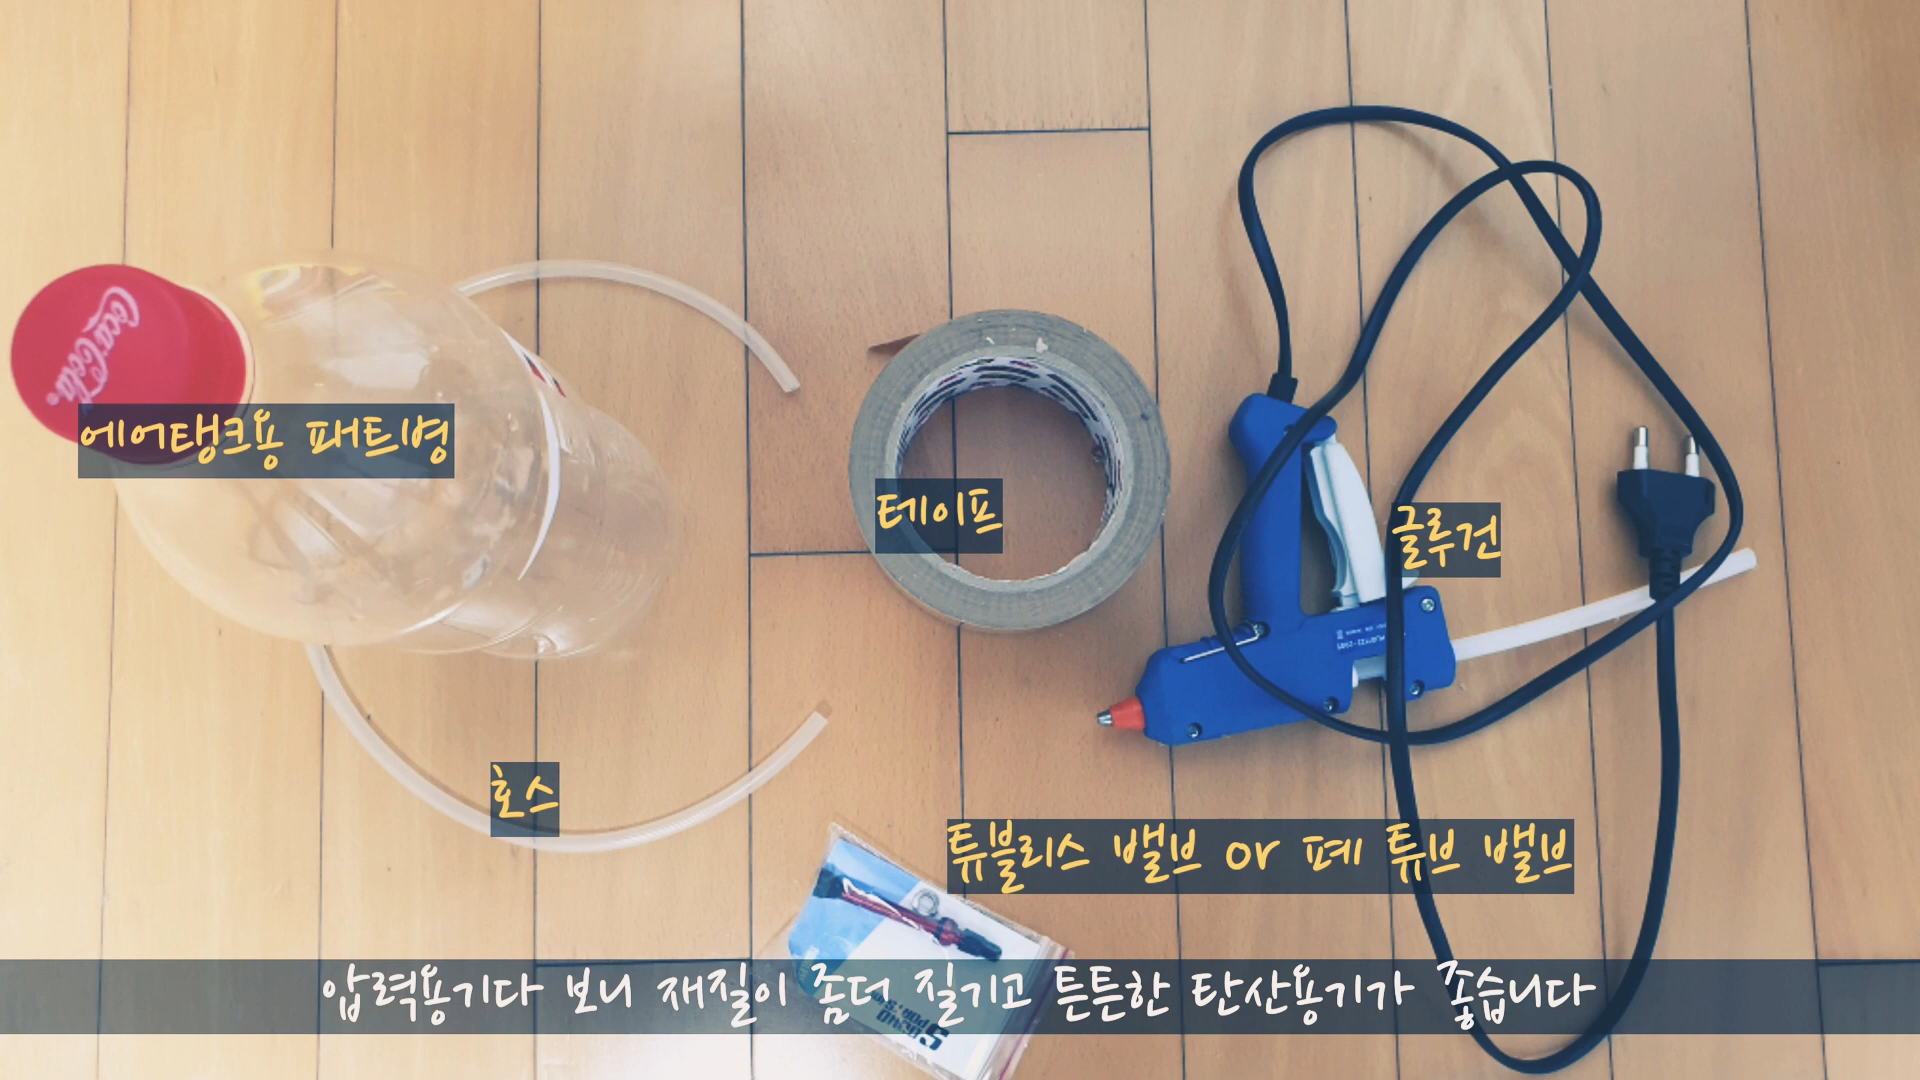 Coca-Cola
에어탱크용 패트병
테이프
글루건
호스
튜블리스 밸브 or 폐 튜브 밸브
압력용기다 보니 재질이 좀더 질기고 튼튼한 탄산용기가 좋습니다